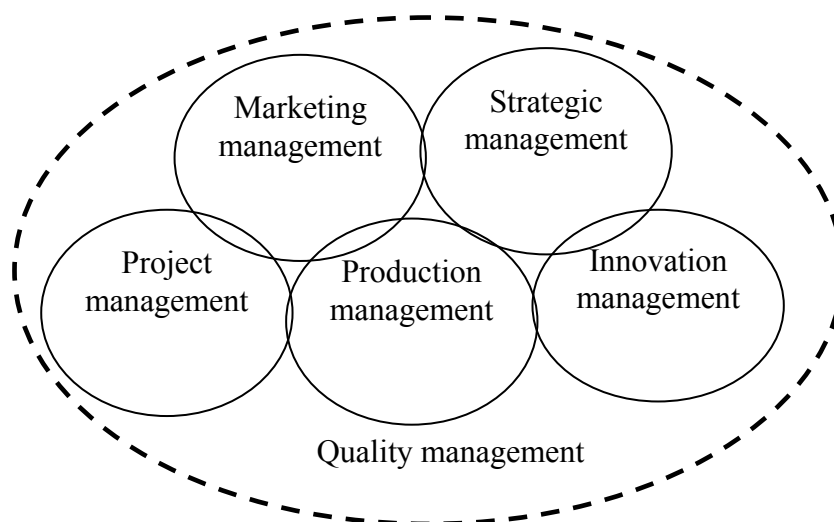 Marketing
management
Strategic
management
Project
management
Production
management
Innovation
management
Quality management